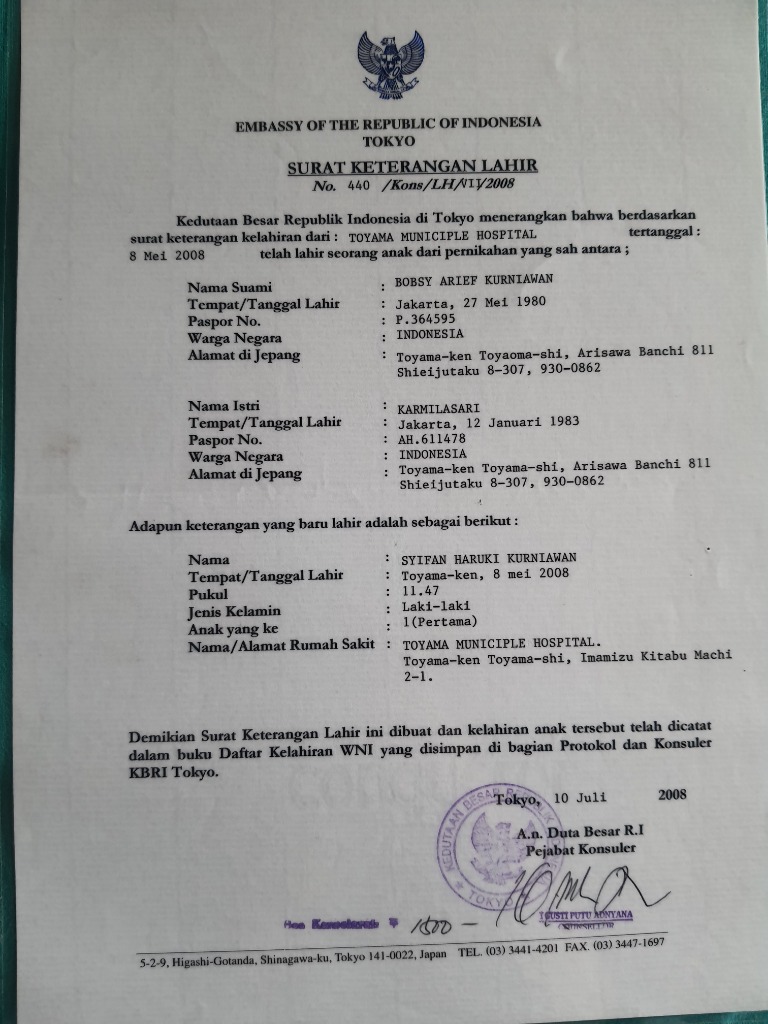 EMBASSY OF THE REPUBLIC OF INDONESIA
TOKYO
SURAT KETERANGAN LAHIR
No. 440 /Kons/LH/VII/2008
Kedutaan Besar Republik Indonesia di Tokyo menerangkan bahwa berdasarkan
surat keterangan kelahiran dari : TOYAMA MUNICIPLE HOSPITAL tertanggal :
8 Mei 2008 telah lahir seorang anak dari pernikahan yang sah antara ;
Nama Suami : BOBSY ARIEF KURNIAWAN
Tempat/Tanggal Lahir : Jakarta, 27 Mei 1980
Paspor No. : P.364595
Warga Negara : INDONESIA
Alamat di Jepang : Toyama-ken Toyaoma-shi, Arisawa Banchi 811
Shieijutaku 8-307, 930-0862
Nama Istri : KARMILASARI
Tempat/Tanggal Lahir : Jakarta, 12 Januari 1983
Paspor No. : AH.611478
Warga Negara : INDONESIA
Alamat di Jepang : Toyama-ken Toyama-shi, Arisawa Banchi 811
Shieijutaku 8-307, 930-0862
Adapun keterangan yang baru lahir adalah sebagai berikut :
Nama : SYIFAN HARUKI KURNIAWAN
Tempat/Tanggal Lahir : Toyama-ken, 8 mei 2008
Pukul : 11.47
Jenis Kelamin : Laki-laki
Anak yang ke : 1(Pertama)
Nama/Alamat Rumah Sakit : TOYAMA MUNICIPLE HOSPITAL.
Toyama-ken Toyama-shi, Imamizu Kitabu Machi
2-1.
Demikian Surat Keterangan Lahir ini dibuat dan kelahiran anak tersebut telah dicatat
dalam buku Daftar Kelahiran WNI yang disimpan di bagian Protokol dan Konsuler
KBRI Tokyo.
Tokyo, 10 Juli 2008
A.n. Duta Besar R.I
Pejabat Konsuler
KEDUTAAN BESAR REPUBLIK
TOKYO
I GUSTI PUTU ADNYANA
1500 -
5-2-9, Higashi-Gotanda, Shinagawa-ku, Tokyo 141-0022, Japan TEL. (03) 3441-4201 FAX. (03) 3447-1697